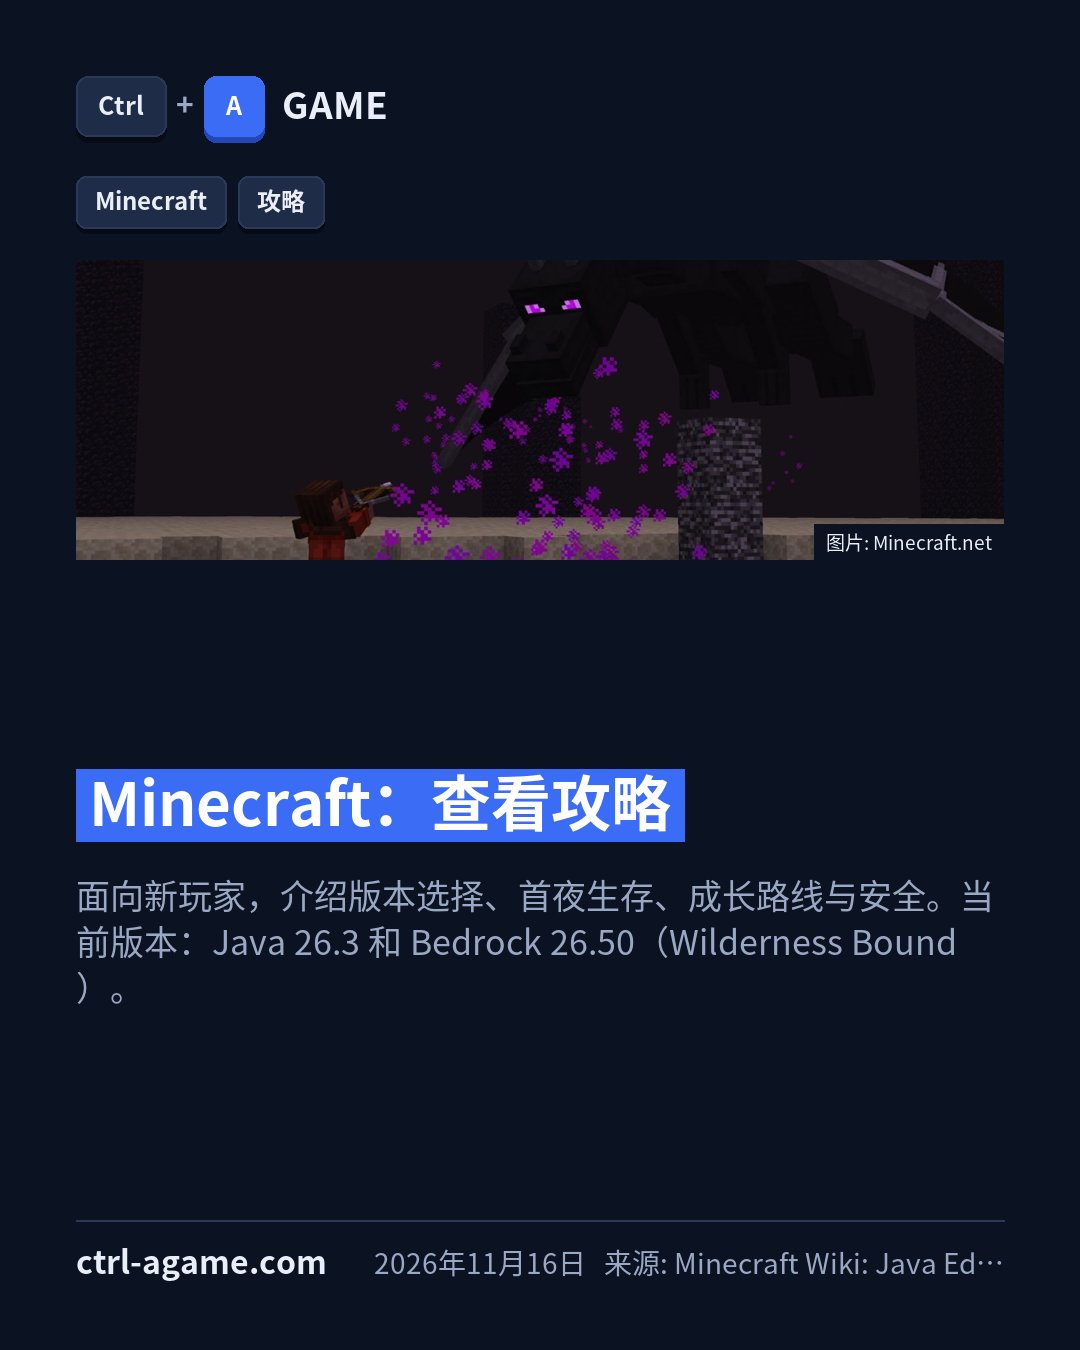 Ctrl + A GAME
Minecraft 攻略
图片: Minecraft.net
Minecraft：查看攻略
面向新玩家，介绍版本选择、首夜生存、成长路线与安全。当
前版本：Java 26.3 和 Bedrock 26.50（Wilderness Bound
）。
ctrl-agame.com 2026年11月16日 来源: Minecraft Wiki: Java Ed…